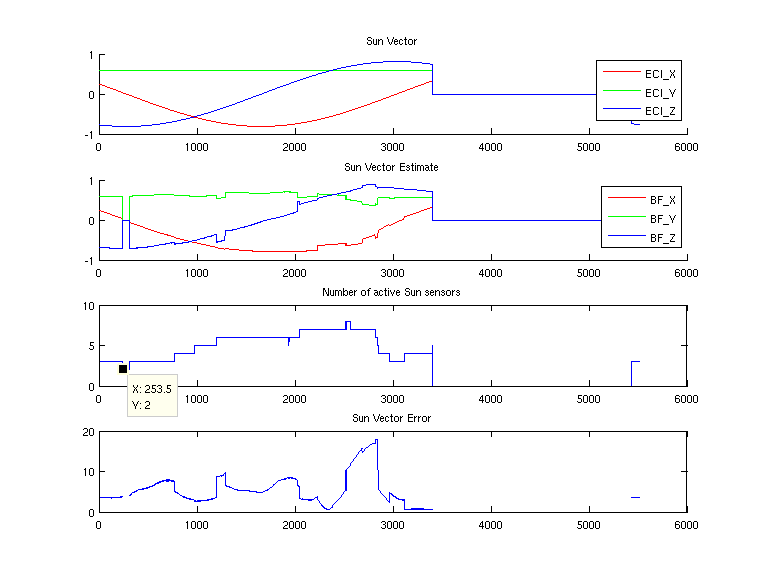 Sun Vector
1
0
-1
0 1000 2000 3000 4000 5000 6000
ECI_X
ECI_Y
ECI_Z
Sun Vector Estimate
1
0
-1
0 1000 2000 3000 4000 5000 6000
BF_X
BF_Y
BF_Z
Number of active Sun sensors
10
5
0
0 1000 2000 3000 4000 5000 6000
X: 253.5
Y: 2
Sun Vector Error
20
10
0
0 1000 2000 3000 4000 5000 6000